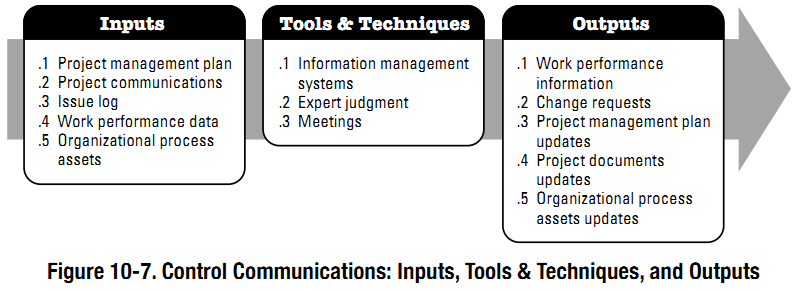 Inputs
.1 Project management plan
.2 Project communications
.3 Issue log
.4 Work performance data
.5 Organizational process
assets
Tools & Techniques
.1 Information management
systems
.2 Expert judgment
.3 Meetings
Outputs
.1 Work performance
information
.2 Change requests
.3 Project management plan
updates
.4 Project documents
updates
.5 Organizational process
assets updates
Figure 10-7. Control Communications: Inputs, Tools & Techniques, and Outputs